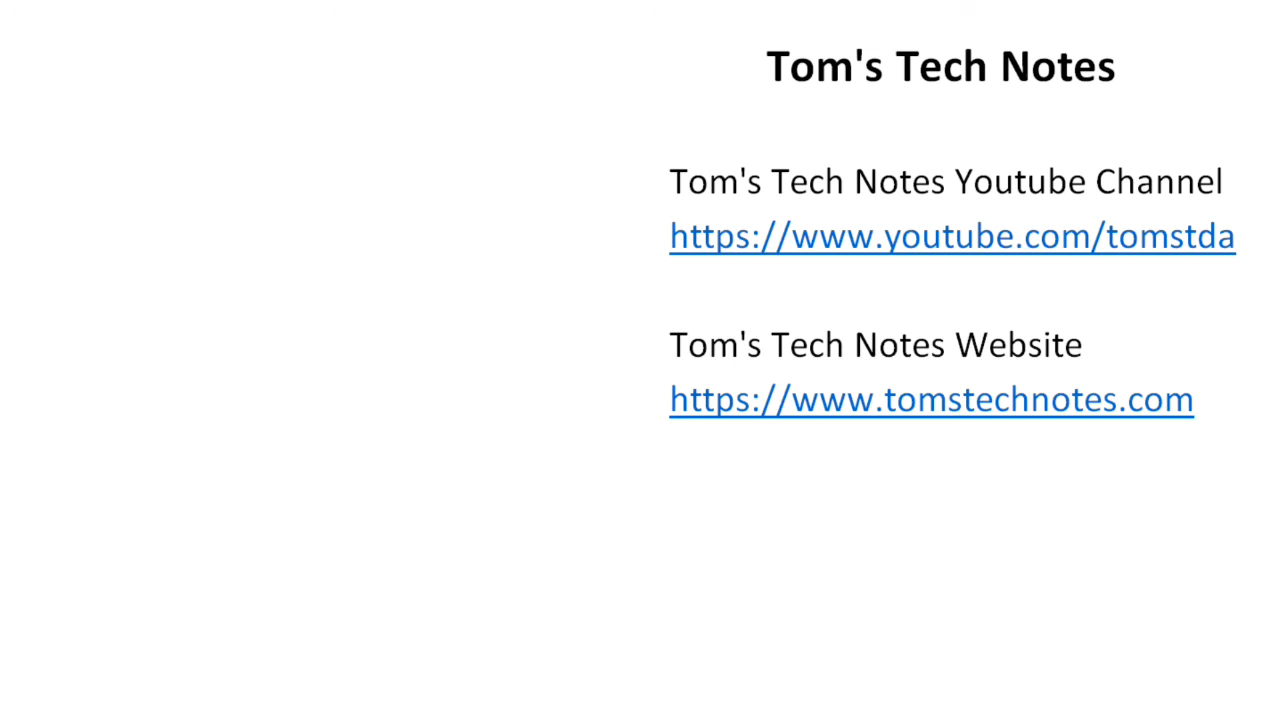 Tom's Tech Notes
Tom's Tech Notes Youtube Channel
https://www.youtube.com/tomstda
Tom's Tech Notes Website
https://www.tomstechnotes.com